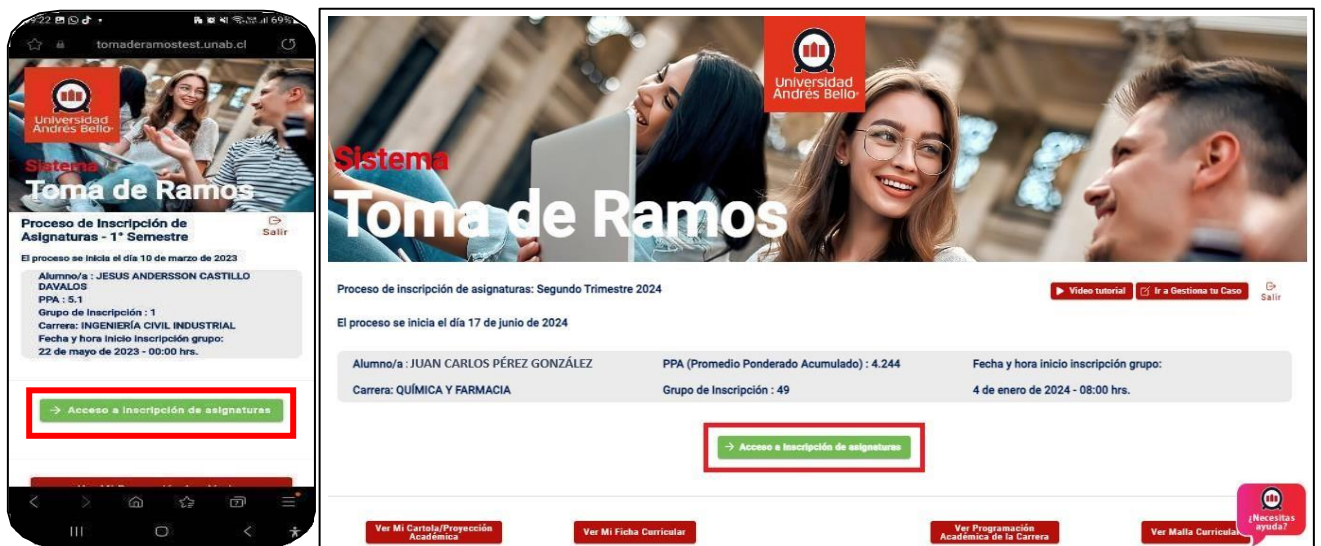 9:22
69%
tomaderamostest.unab.cl
Universidad
Andrés Bello
Sistema
Toma de Ramos
Proceso de Inscripción de
Asignaturas - 1° Semestre
Salir
El proceso se inicia el día 10 de marzo de 2023
Alumno/a : JESUS ANDERSSON CASTILLO
DAVALOS
PPA : 5.1
Grupo de Inscripción : 1
Carrera: INGENIERÍA CIVIL INDUSTRIAL
Fecha y hora inicio inscripción grupo:
22 de mayo de 2023 - 00:00 hrs.
→ Acceso a inscripción de asignaturas
Universidad
Andrés Bello
Sistema
Toma de Ramos
Proceso de inscripción de asignaturas: Segundo Trimestre 2024
Video tutorial
Ir a Gestiona tu Caso
Salir
El proceso se inicia el día 17 de junio de 2024
Alumno/a : JUAN CARLOS PÉREZ GONZÁLEZ
PPA (Promedio Ponderado Acumulado) : 4.244
Fecha y hora inicio inscripción grupo:
Carrera: QUÍMICA Y FARMACIA
Grupo de Inscripción : 49
4 de enero de 2024 - 08:00 hrs.
→ Acceso a inscripción de asignaturas
Ver Mi Cartola/Proyección
Académica
Ver Mi Ficha Curricular
Ver Programación
Académica de la Carrera
Ver Malla Curricular
¿Necesitas
ayuda?